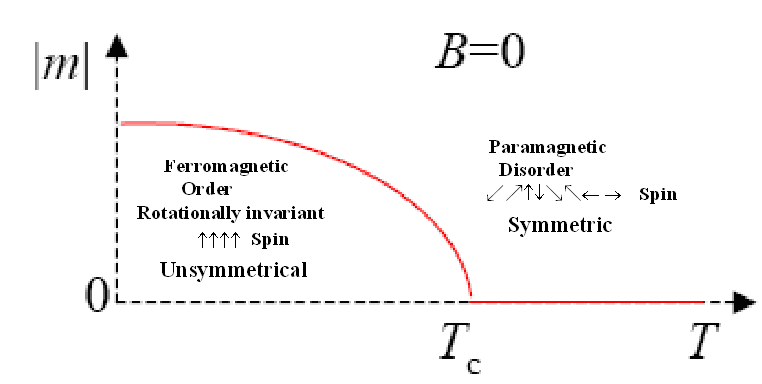 |m|
B=0
Ferromagnetic
Order
Rotationally invariant
↑↑↑↑ Spin
Unsymmetrical
Paramagnetic
Disorder
↙↗↑↓↘↖←→ Spin
Symmetric
0
Tc
T